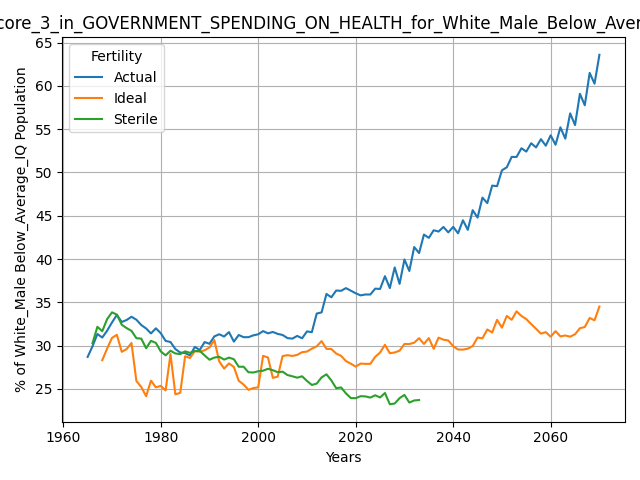 core_3_in_GOVERNMENT_SPENDING_ON_HEALTH_for_White_Male_Below_Aver
Fertility
Actual
Ideal
Sterile
% of White_Male Below_Average_IQ Population
65
60
55
50
45
40
35
30
25
1960
1980
2000
2020
2040
2060
Years